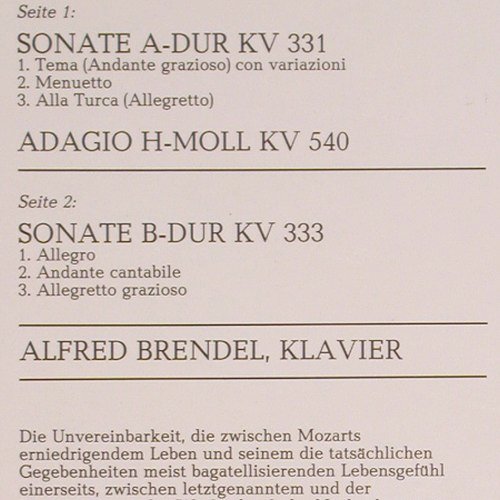 Seite 1:
SONATE A-DUR KV 331
1. Tema (Andante grazioso) con variazioni
2. Menuetto
3. Alla Turca (Allegretto)
ADAGIO H-MOLL KV 540
Seite 2:
SONATE B-DUR KV 333
1. Allegro
2. Andante cantabile
3. Allegretto grazioso
ALFRED BRENDEL, KLAVIER
Die Unvereinbarkeit, die zwischen Mozarts
erniedrigendem Leben und seinem die tatsächlichen
Gegebenheiten meist bagatellisierenden Lebensgefühl
einerseits, zwischen letztgenanntem und der